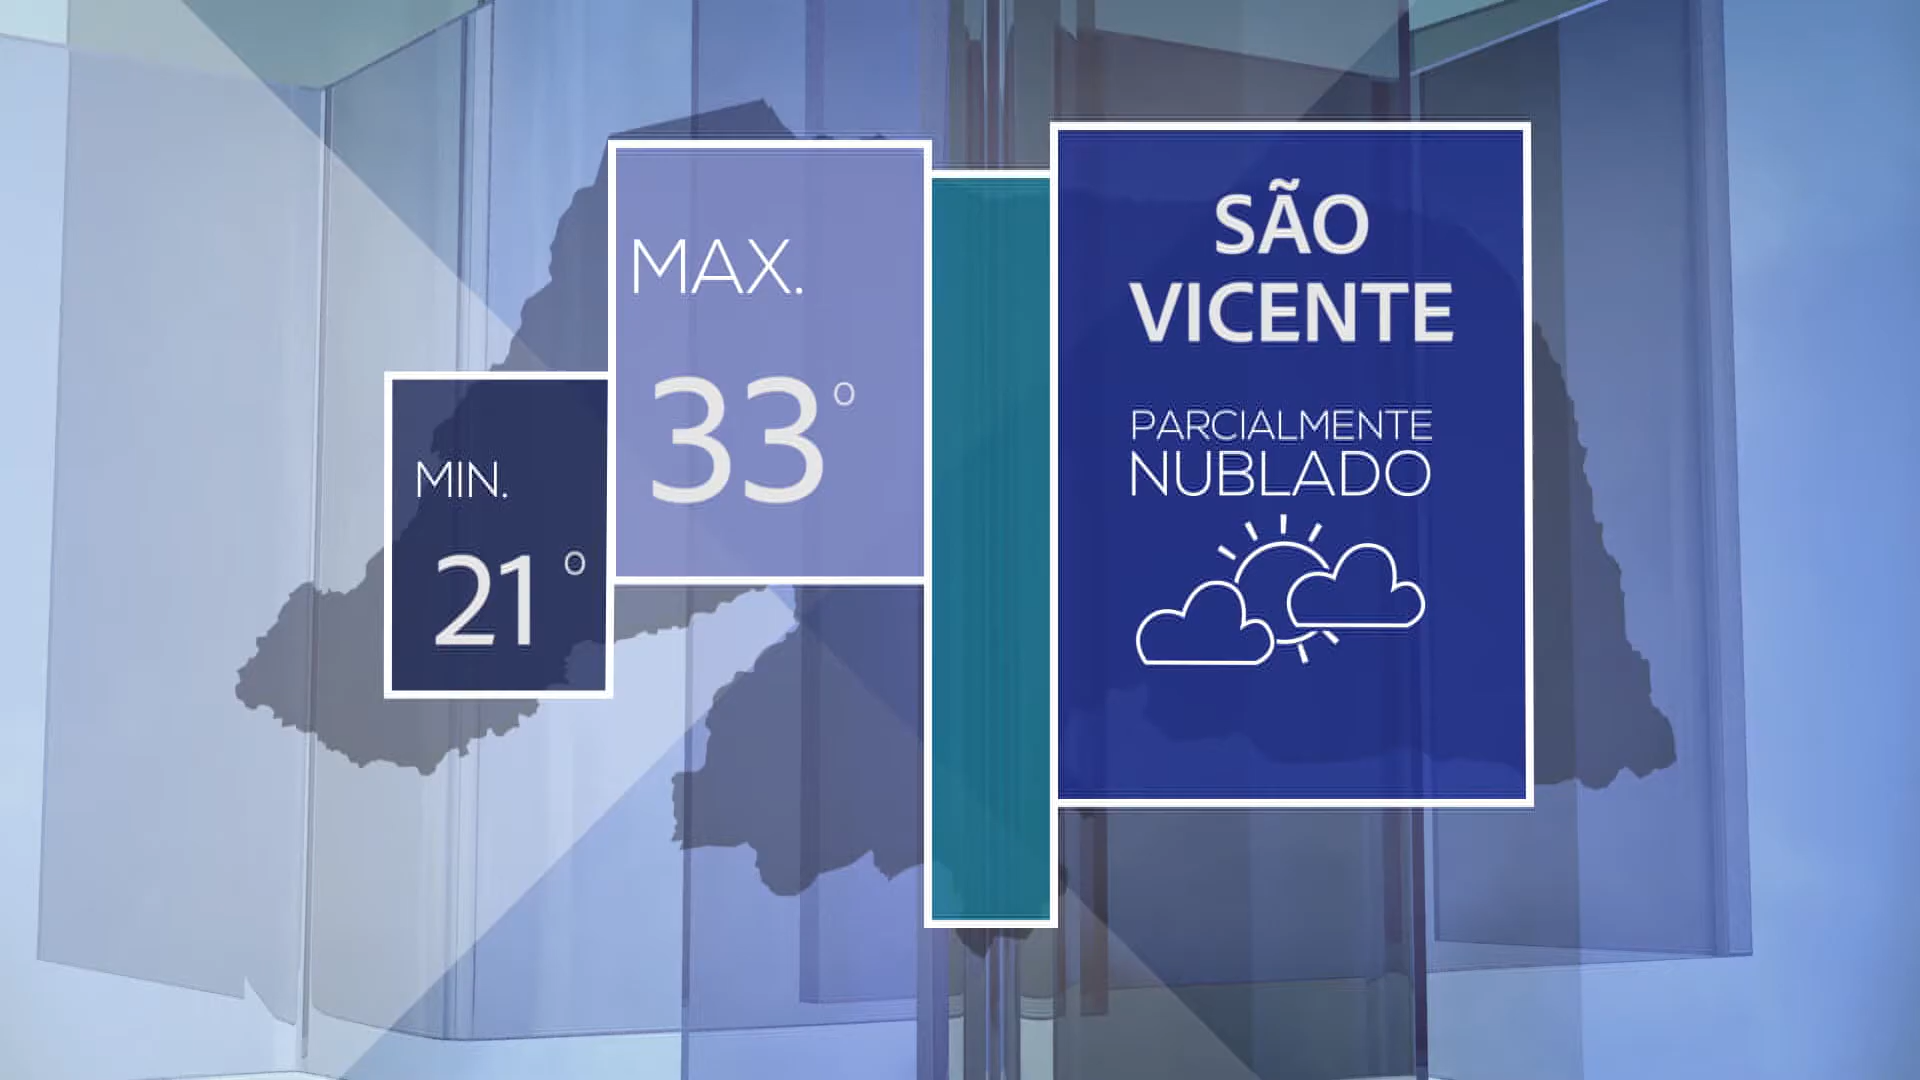 MIN.
21°
MAX.
33°
SÃO
VICENTE
PARCIALMENTE
NUBLADO